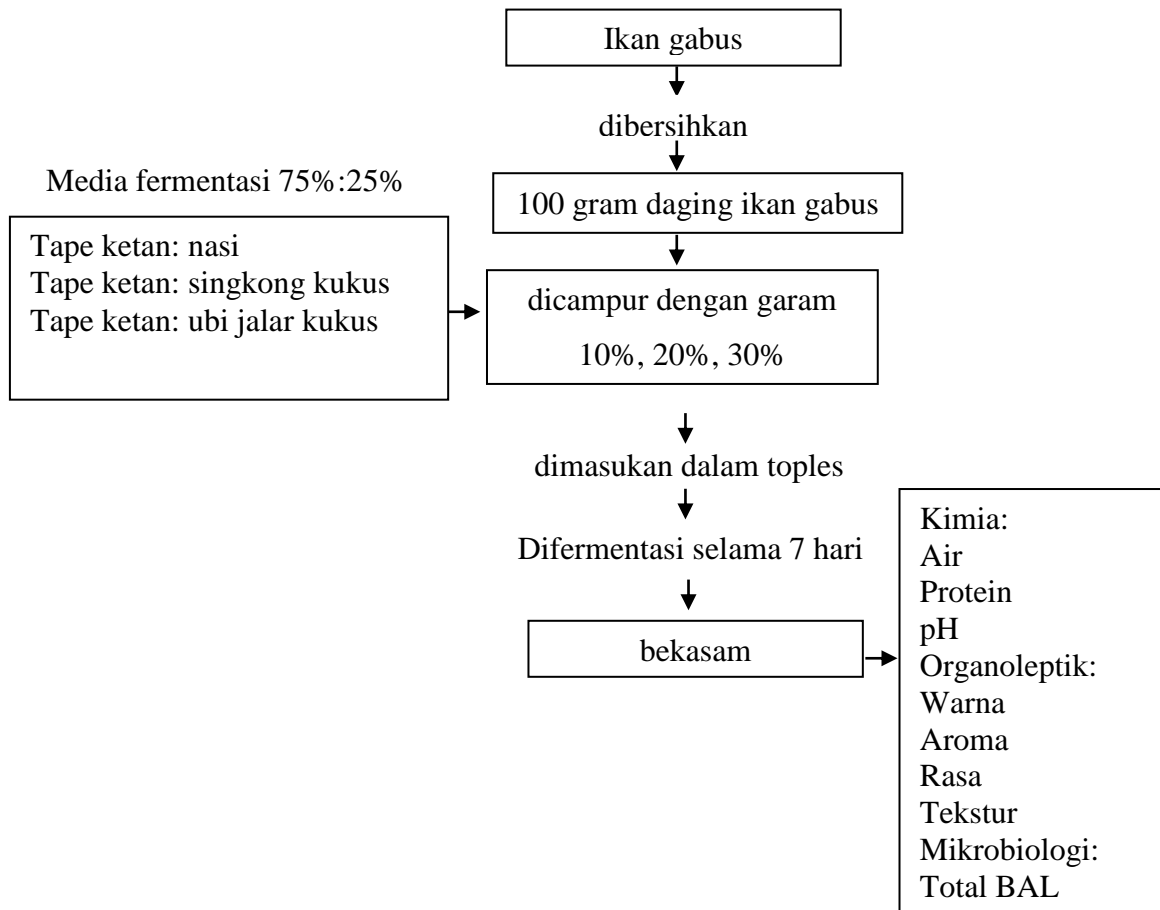 Ikan gabus
dibersihkan
Media fermentasi 75%:25%
100 gram daging ikan gabus
Tape ketan: nasi
Tape ketan: singkong kukus
Tape ketan: ubi jalar kukus
dicampur dengan garam
10%, 20%, 30%
dimasukan dalam toples
Difermentasi selama 7 hari
bekasam
Kimia:
Air
Protein
pH
Organoleptik:
Warna
Aroma
Rasa
Tekstur
Mikrobiologi:
Total BAL